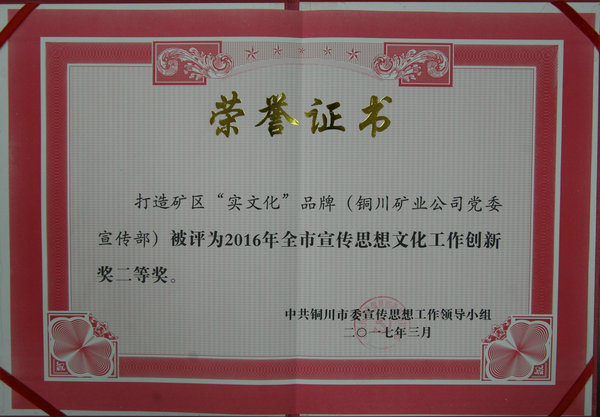 荣誉证书
打造矿区“实文化”品牌（铜川矿业公司党委
宣传部）被评为2016年全市宣传思想文化工作创新
奖二等奖。
中共铜川市委宣传思想工作领导小组
二〇一七年三月